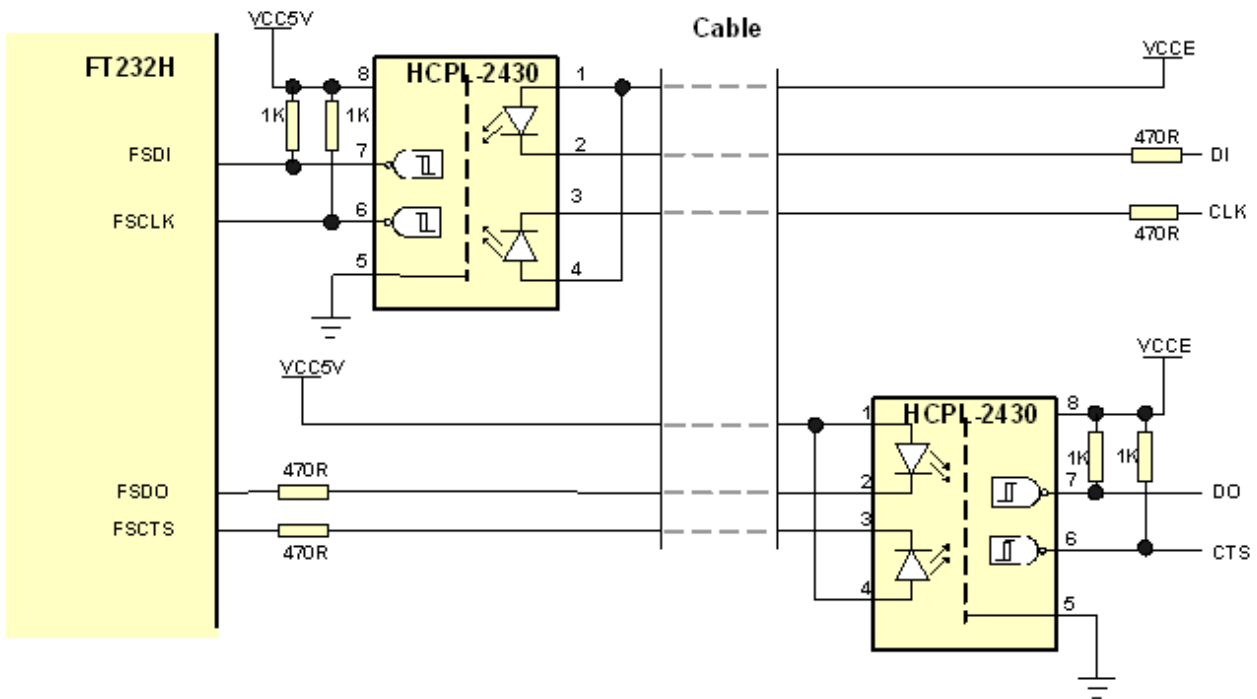 VCC5V
Cable
FT232H
8
HCPL-2430
1
VCCE
1K
1K
FSDI
7
2
470R
DI
FSCLK
6
3
CLK
470R
5
4
VCC5V
VCCE
1
HCPL-2430
8
470R
1K
1K
FSDO
2
7
DO
FSCTS
3
470R
6
CTS
4
5